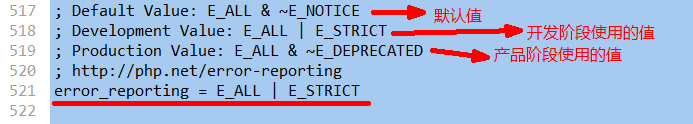 517 ; Default Value: E_ALL & ~E_NOTICE 默认值
518 ; Development Value: E_ALL | E_STRICT 开发阶段使用的值
519 ; Production Value: E_ALL & ~E_DEPRECATED 产品阶段使用的值
520 ; http://php.net/error-reporting
521 error_reporting = E_ALL | E_STRICT
522